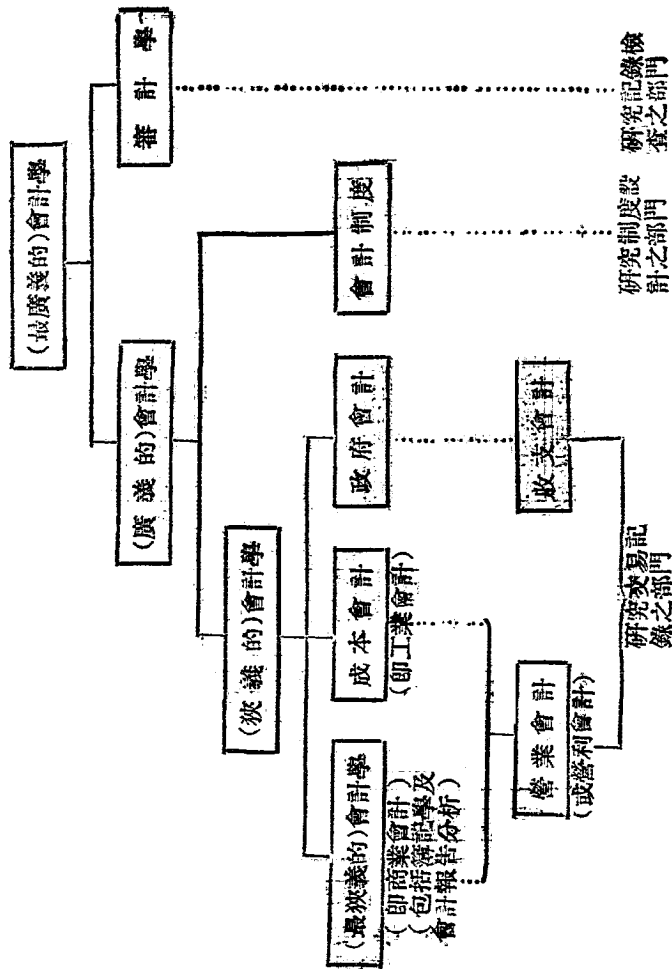 (最廣義的)會計學
(廣義的)會計學
審計學
(狹義的)會計學
(最狹義的)會計學
(即商業會計)
(包括簿記學及
會計報告分析)
成本會計
(即工業會計)
政府會計
會計制度
營業會計
(或營利會計)
收支會計
研究交易記
錄之部門
研究制度設
計之部門
研究記錄檢
查之部門